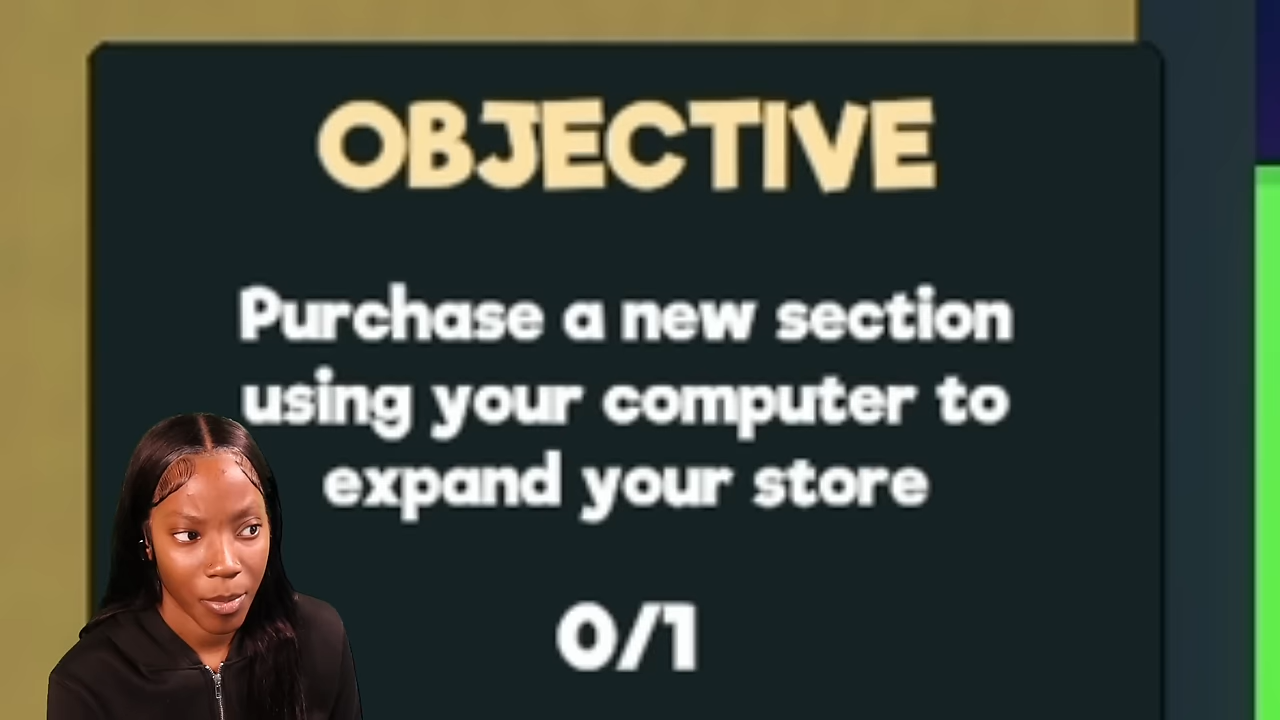 OBJECTIVE
Purchase a new section
using your computer to
expand your store
0/1